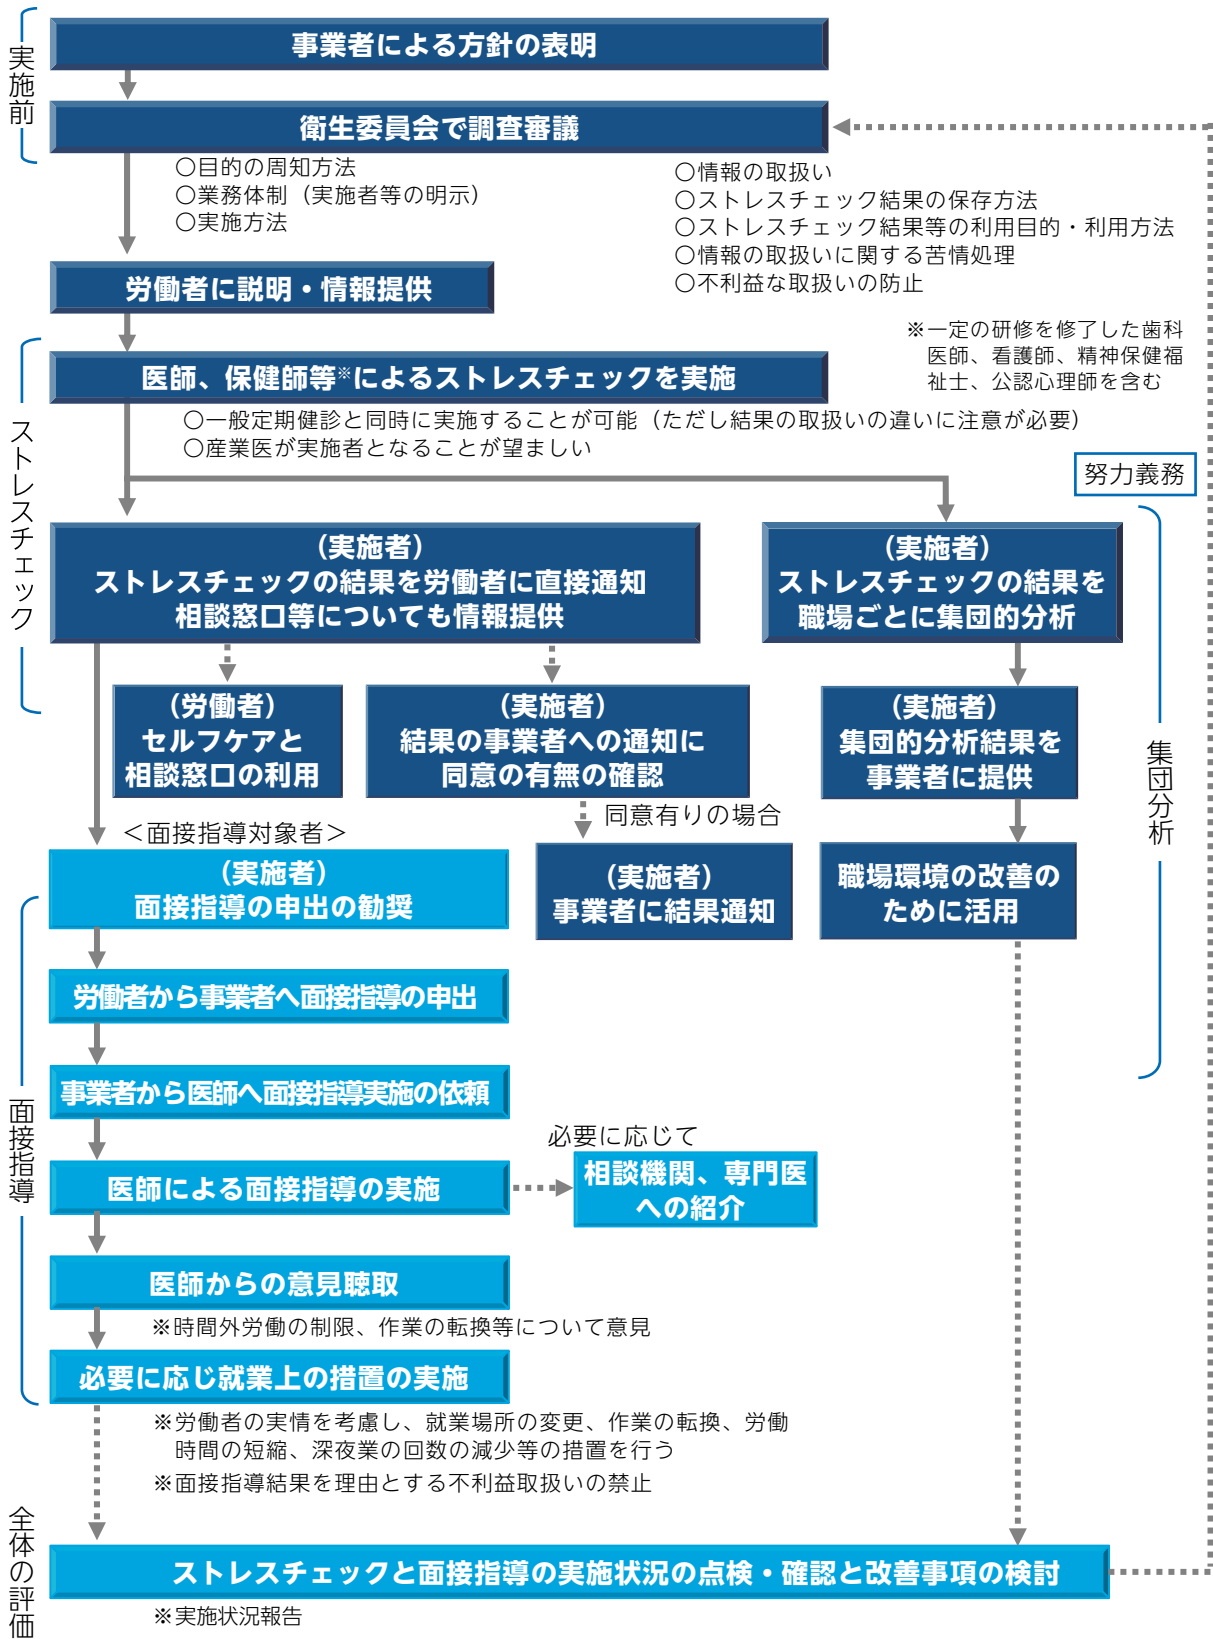 実施前
事業者による方針の表明
衛生委員会で調査審議
〇目的の周知方法
〇業務体制（実施者等の明示）
〇実施方法
〇情報の取扱い
〇ストレスチェック結果の保存方法
〇ストレスチェック結果等の利用目的・利用方法
〇情報の取扱いに関する苦情処理
〇不利益な取扱いの防止
労働者に説明・情報提供
※一定の研修を修了した歯科
医師、看護師、精神保健福
祉士、公認心理師を含む
ストレスチェック
医師、保健師等※によるストレスチェックを実施
〇一般定期健診と同時に実施することが可能（ただし結果の取扱いの違いに注意が必要）
〇産業医が実施者となることが望ましい
努力義務
（実施者）
ストレスチェックの結果を労働者に直接通知
相談窓口等についても情報提供
（実施者）
ストレスチェックの結果を
職場ごとに集団的分析
（労働者）
セルフケアと
相談窓口の利用
（実施者）
結果の事業者への通知に
同意の有無の確認
（実施者）
集団的分析結果を
事業者に提供
集団分析
同意有りの場合
＜面接指導対象者＞
（実施者）
面接指導の申出の勧奨
（実施者）
事業者に結果通知
職場環境の改善の
ために活用
面接指導
労働者から事業者へ面接指導の申出
事業者から医師へ面接指導実施の依頼
必要に応じて
医師による面接指導の実施
相談機関、専門医
への紹介
医師からの意見聴取
※時間外労働の制限、作業の転換等について意見
必要に応じ就業上の措置の実施
※労働者の実情を考慮し、就業場所の変更、作業の転換、労働
時間の短縮、深夜業の回数の減少等の措置を行う
※面接指導結果を理由とする不利益取扱いの禁止
全体の評価
ストレスチェックと面接指導の実施状況の点検・確認と改善事項の検討
※実施状況報告